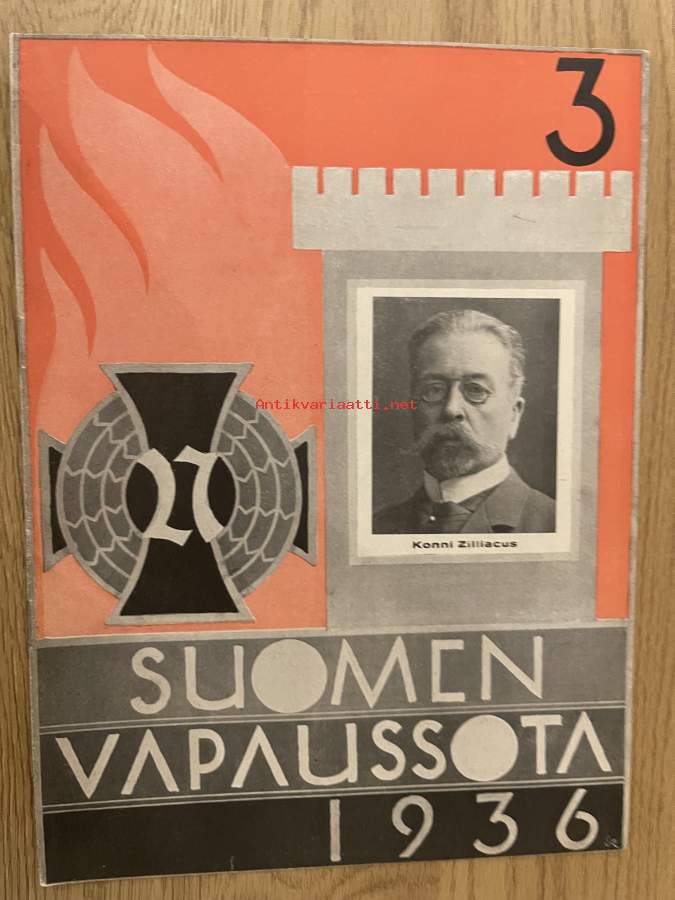 3
Antikvariaatti.net
Konni Zilliacus
SUOMEN
VAPAUSSOTA
1936